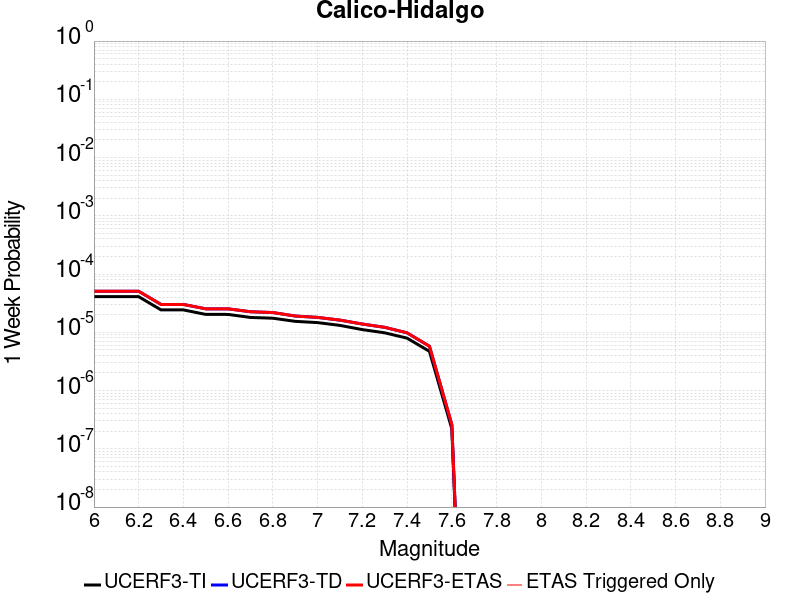 Calico-Hidalgo
10^0
10^-1
10^-2
10^-3
10^-4
10^-5
10^-6
10^-7
10^-8
1 Week Probability
6 6.2 6.4 6.6 6.8 7 7.2 7.4 7.6 7.8 8 8.2 8.4 8.6 8.8 9
Magnitude
UCERF3-TI UCERF3-TD UCERF3-ETAS ETAS Triggered Only